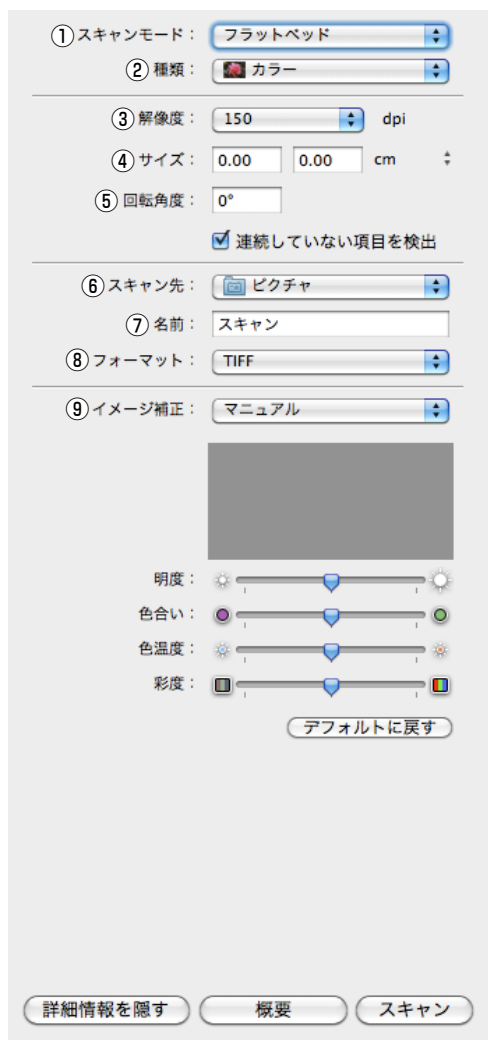 ①スキャンモード： フラットベッド
②種類： カラー
③解像度： 150 dpi
④サイズ： 0.00 0.00 cm
⑤回転角度： 0°
連続していない項目を検出
⑥スキャン先： ピクチャ
⑦名前： スキャン
⑧フォーマット： TIFF
⑨イメージ補正： マニュアル
明度：
色合い：
色温度：
彩度：
デフォルトに戻す
詳細情報を隠す 概要 スキャン